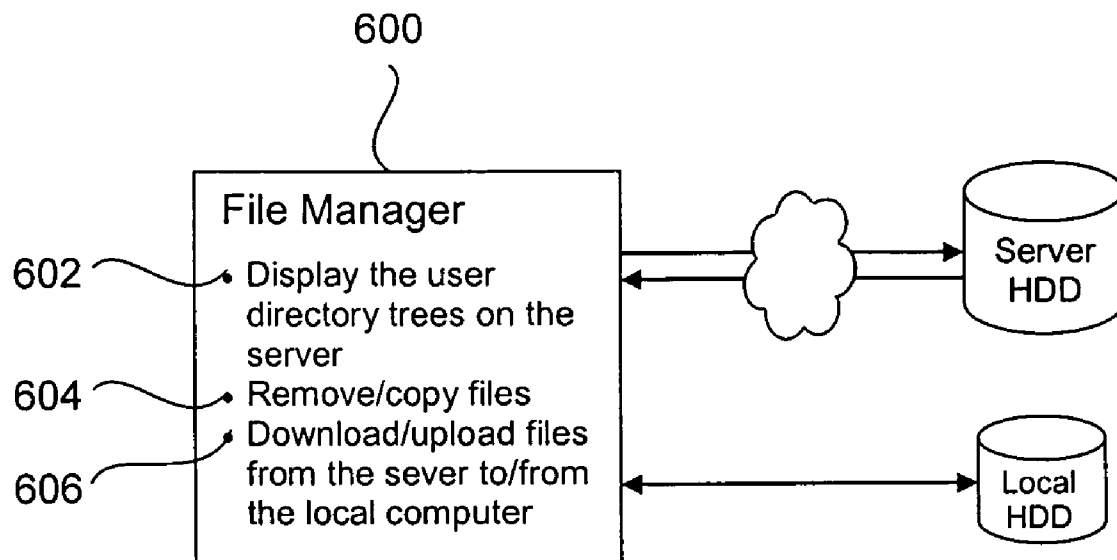 600
File Manager
602
• Display the user
directory trees on the
server
604
• Remove/copy files
606
• Download/upload files
from the sever to/from
the local computer
Server
HDD
Local
HDD